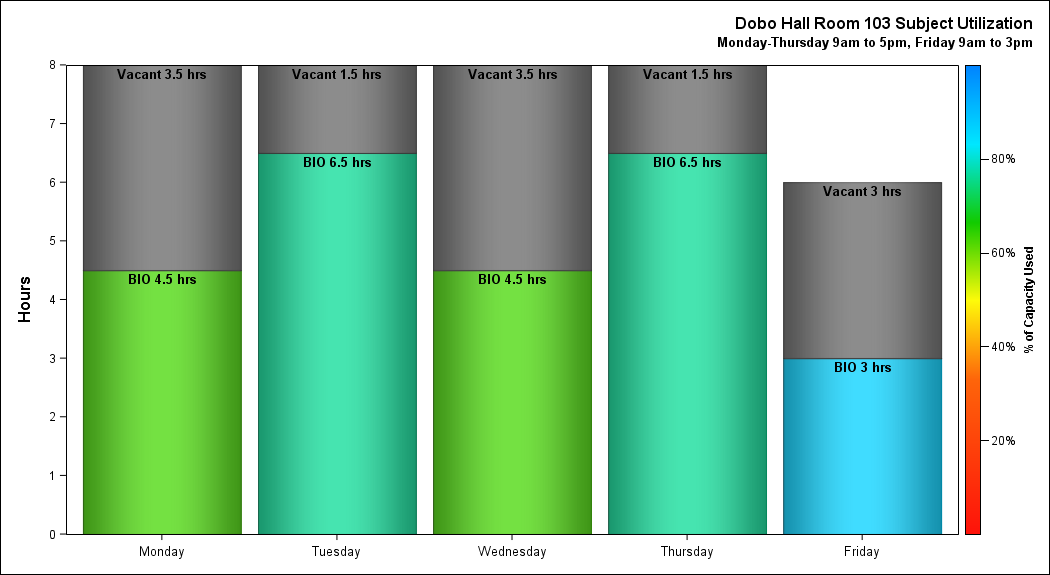 Dobo Hall Room 103 Subject Utilization
Monday-Thursday 9am to 5pm, Friday 9am to 3pm
Hours
8
7
6
5
4
3
2
1
0
Vacant 3.5 hrs
BIO 4.5 hrs
Vacant 1.5 hrs
BIO 6.5 hrs
Vacant 3.5 hrs
BIO 4.5 hrs
Vacant 1.5 hrs
BIO 6.5 hrs
Vacant 3 hrs
BIO 3 hrs
Monday
Tuesday
Wednesday
Thursday
Friday
80%
60%
40%
20%
% of Capacity Used